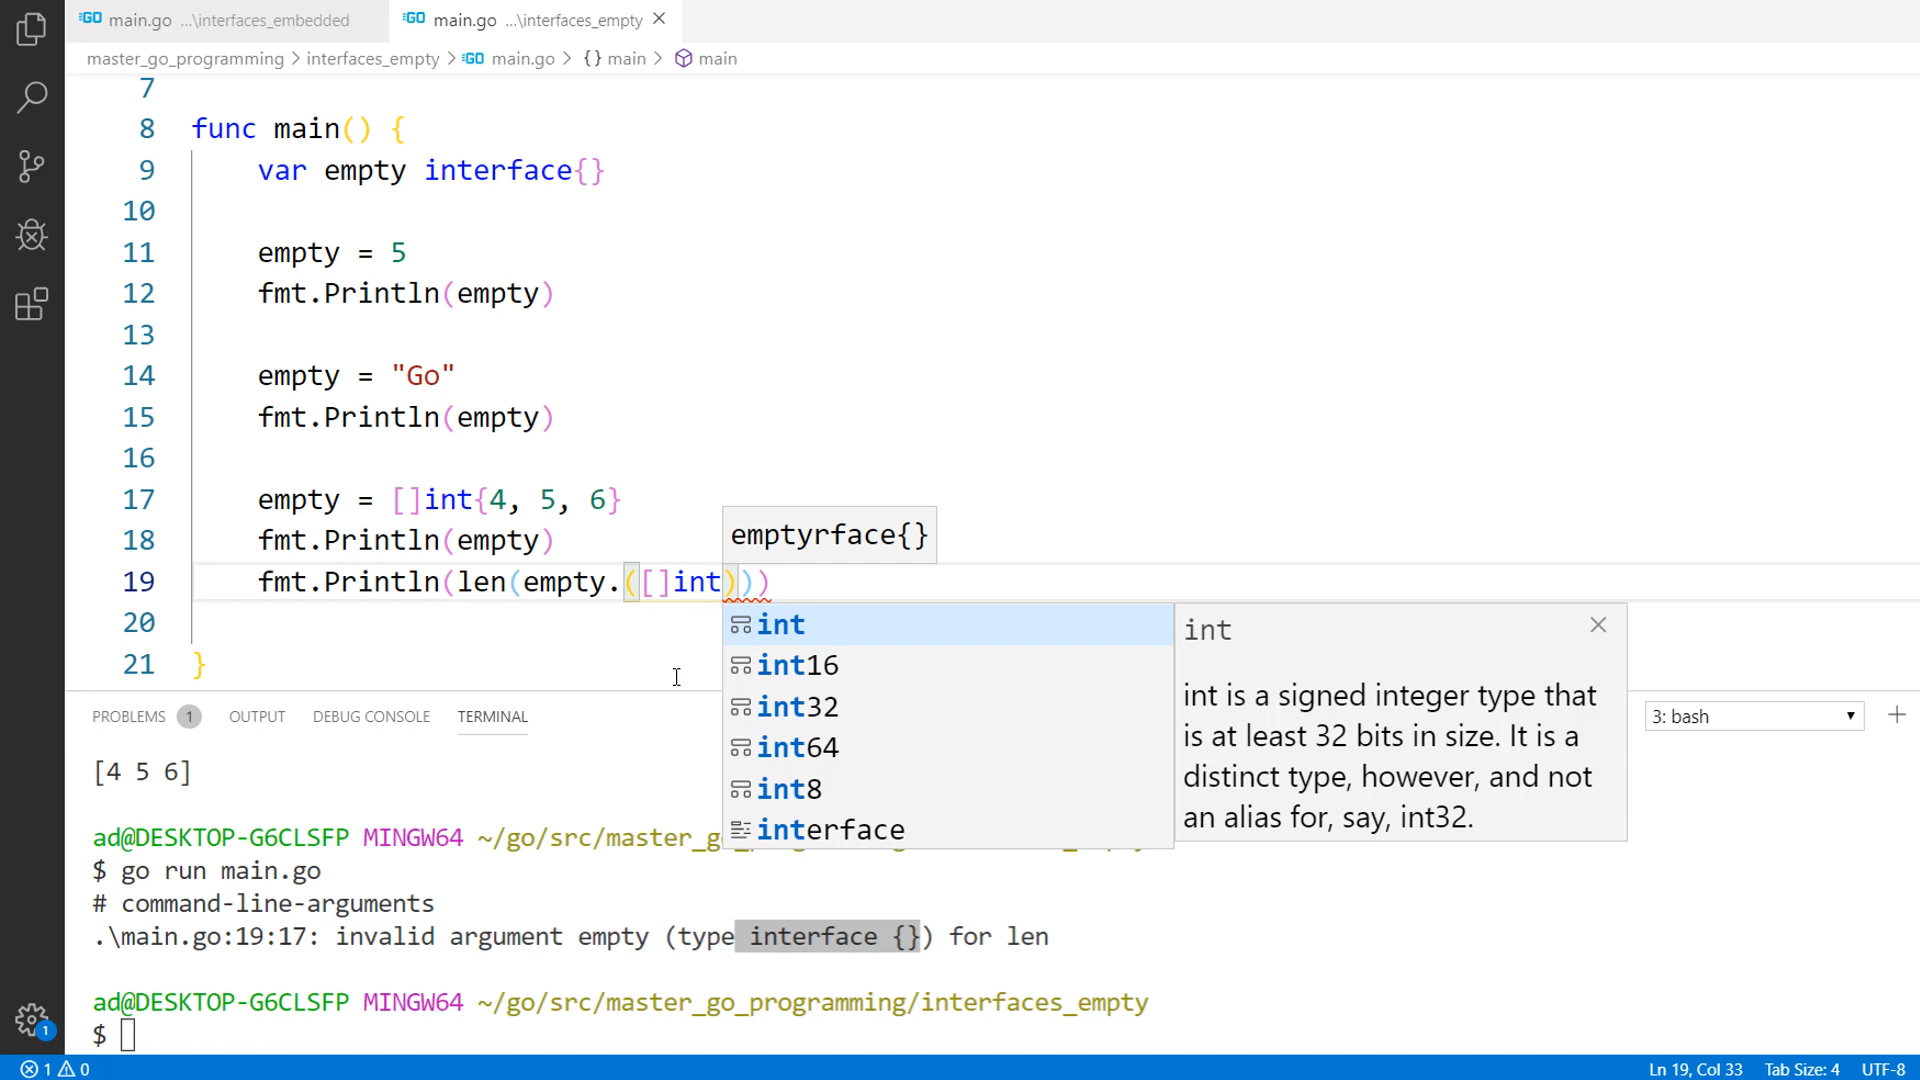 GO main.go ...\interfaces_embedded GO main.go ...\interfaces_empty
master_go_programming > interfaces_empty > GO main.go > {} main > main
7
8 func main() {
9 var empty interface{}
10
11 empty = 5
12 fmt.Println(empty)
13
14 empty = "Go"
15 fmt.Println(empty)
16
17 empty = []int{4, 5, 6}
18 fmt.Println(empty)
emptyrface{}
19 fmt.Println(len(empty.([]int)))
20
21 }
int
int16
int32
int64
int8
interface
int
int is a signed integer type that
is at least 32 bits in size. It is a
distinct type, however, and not
an alias for, say, int32.
PROBLEMS 1 OUTPUT DEBUG CONSOLE TERMINAL 3: bash
[4 5 6]
ad@DESKTOP-G6CLSFP MINGW64 ~/go/src/master_g
$ go run main.go
# command-line-arguments
.\main.go:19:17: invalid argument empty (type interface {}) for len
ad@DESKTOP-G6CLSFP MINGW64 ~/go/src/master_go_programming/interfaces_empty
$
1
1 0 Ln 19, Col 33 Tab Size: 4 UTF-8